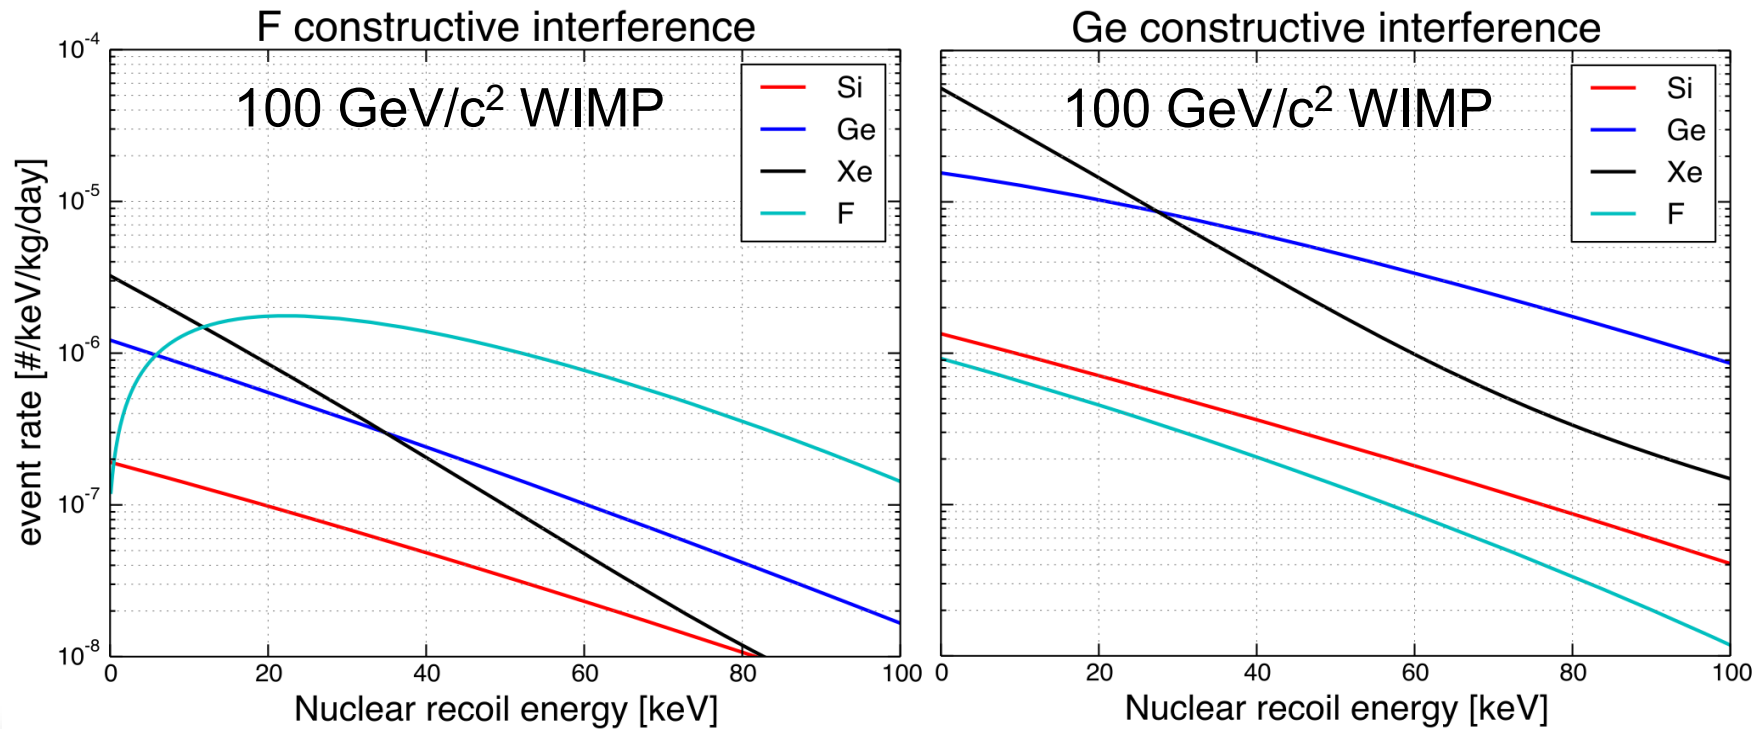 F constructive interference
10⁻⁴
10⁻⁵
10⁻⁶
10⁻⁷
10⁻⁸
event rate [#/keV/kg/day]
100 GeV/c² WIMP
Si
Ge
Xe
F
0 20 40 60 80 100
Nuclear recoil energy [keV]
Ge constructive interference
100 GeV/c² WIMP
Si
Ge
Xe
F
0 20 40 60 80 100
Nuclear recoil energy [keV]